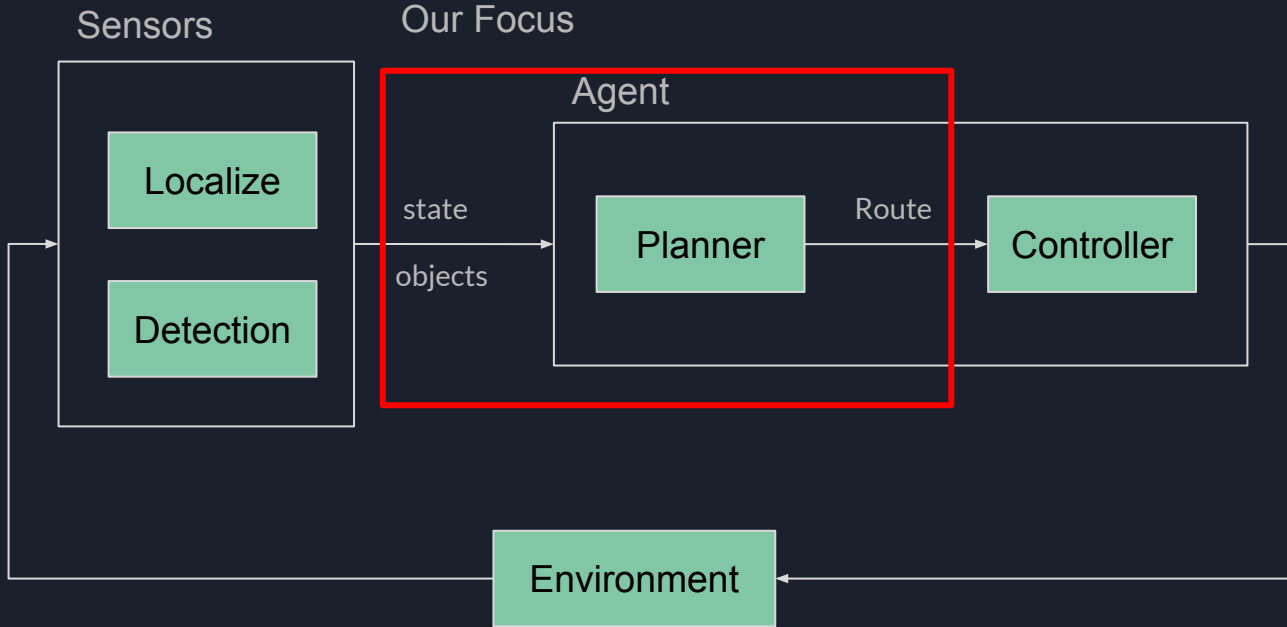 Sensors
Our Focus
Agent
Localize
Detection
state
objects
Planner
Route
Controller
Environment